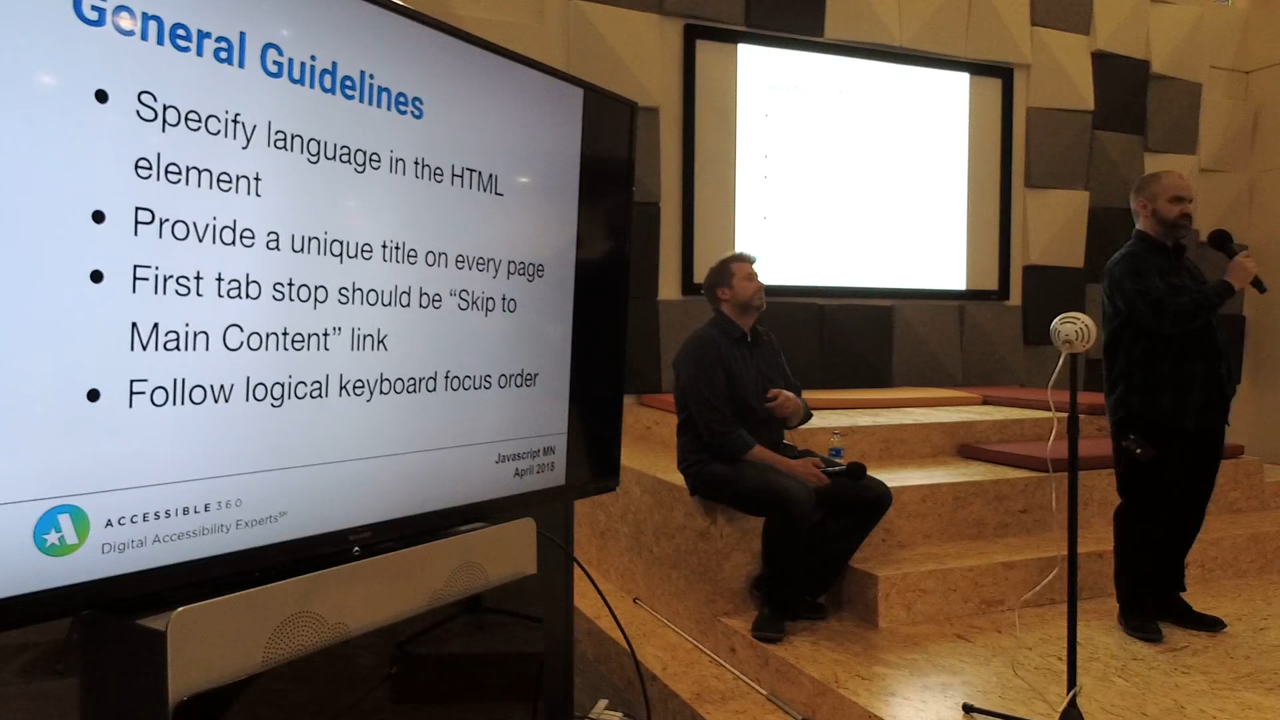 General Guidelines
• Specify language in the HTML
element
• Provide a unique title on every page
• First tab stop should be “Skip to
Main Content” link
• Follow logical keyboard focus order
Javascript MN
April 2018
ACCESSIBLE360
Digital Accessibility Experts℠